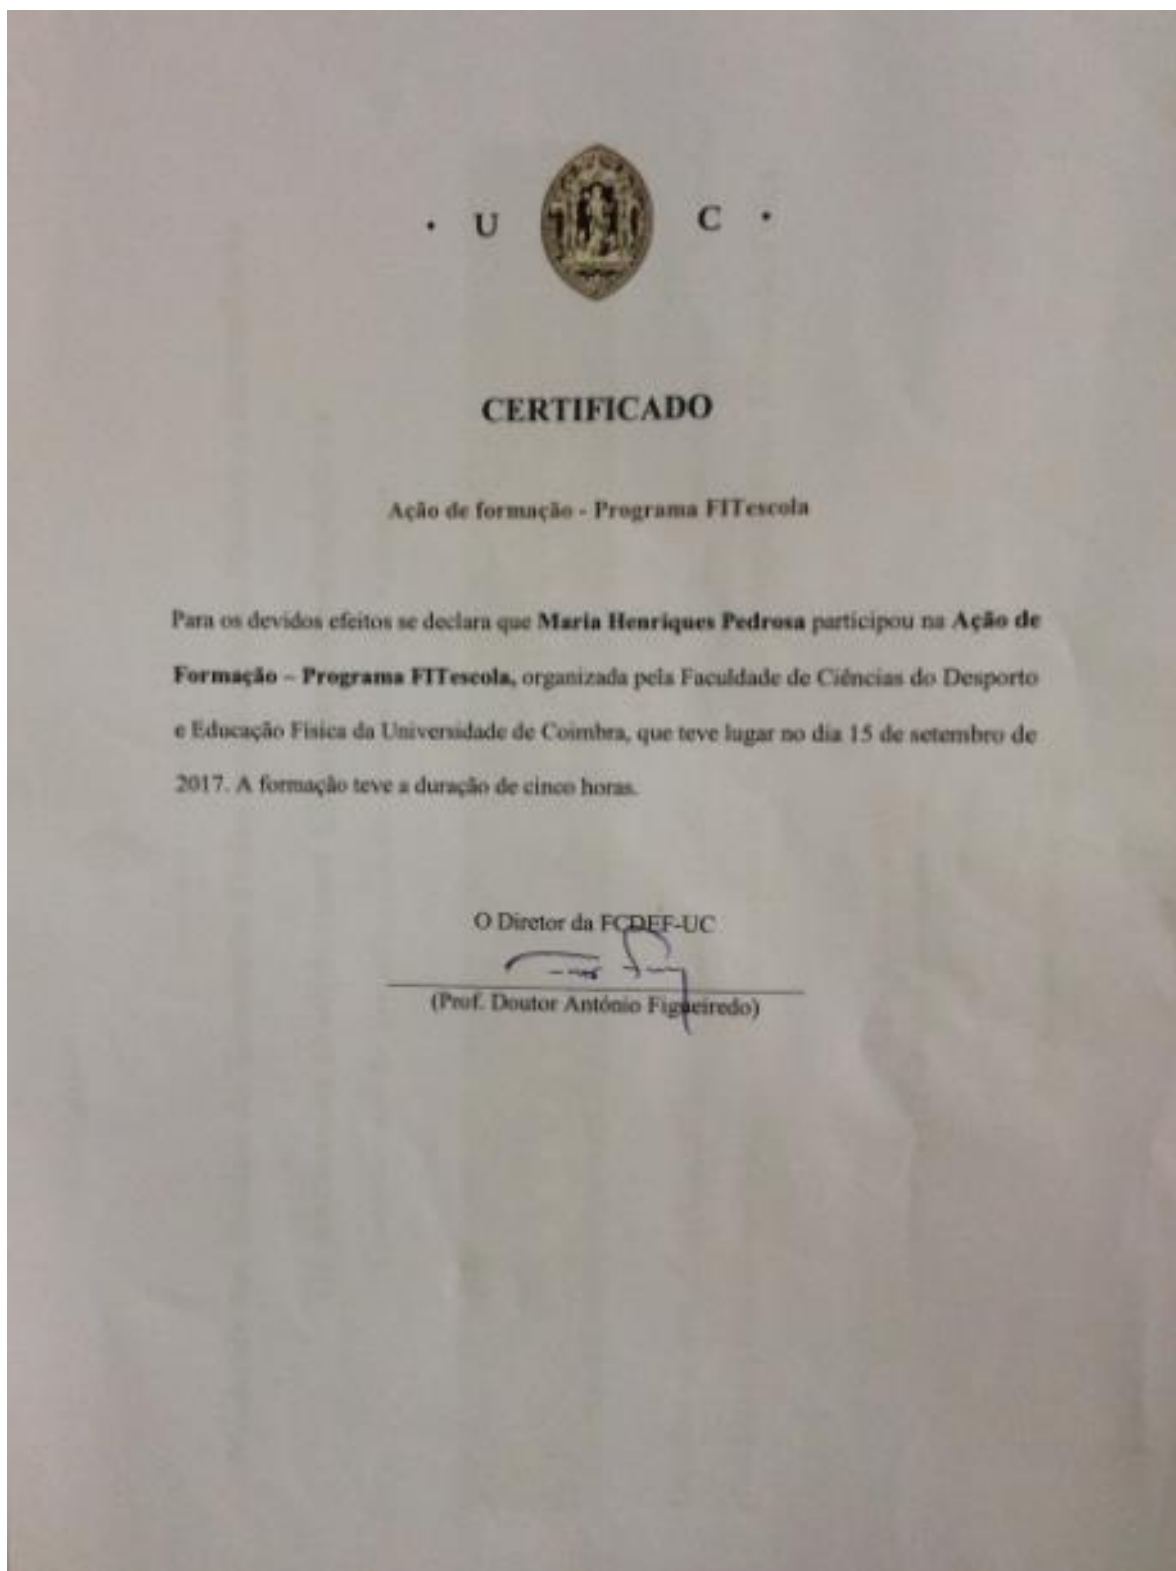 · U C ·
CERTIFICADO
Ação de formação - Programa FITescola
Para os devidos efeitos se declara que Maria Henriques Pedrosa participou na Ação de
Formação – Programa FITescola, organizada pela Faculdade de Ciências do Desporto
e Educação Física da Universidade de Coimbra, que teve lugar no dia 15 de setembro de
2017. A formação teve a duração de cinco horas.
O Diretor da FCDEF-UC
(Prof. Doutor António Figueiredo)